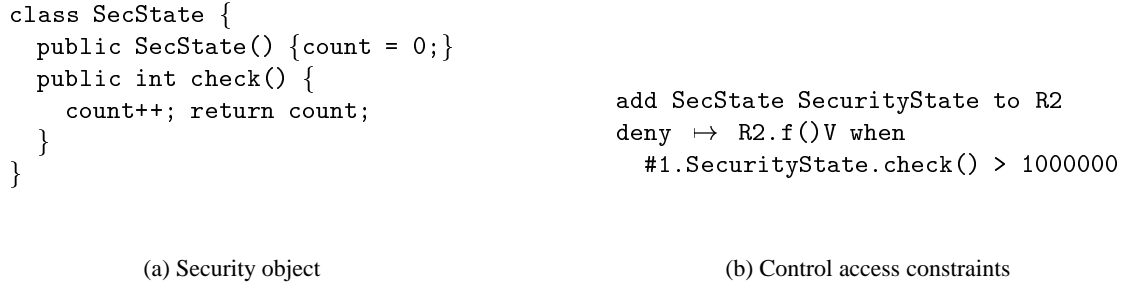 class SecState {
public SecState() {count = 0;}
public int check() {
count++; return count;
}
}
(a) Security object
add SecState SecurityState to R2
deny ↦ R2.f()V when
#1.SecurityState.check() > 1000000
(b) Control access constraints